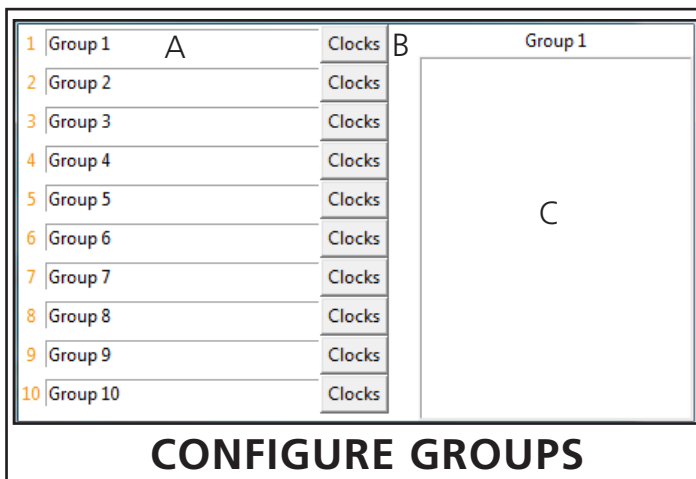 1 Group 1 A Clocks B Group 1
2 Group 2 Clocks
3 Group 3 Clocks
4 Group 4 Clocks
5 Group 5 Clocks C
6 Group 6 Clocks
7 Group 7 Clocks
8 Group 8 Clocks
9 Group 9 Clocks
10 Group 10 Clocks
CONFIGURE GROUPS